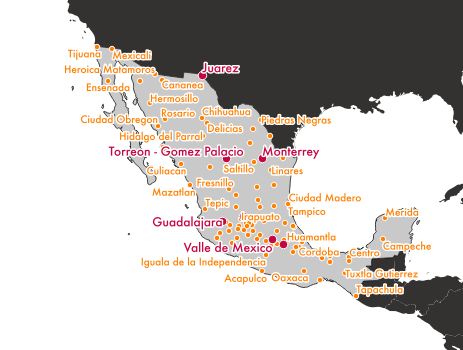 Tijuana
Mexicali
Juarez
Heroica Matamoros
Cananea
Ensenada
Hermosillo
Chihuahua
Rosario
Ciudad Obregon
Piedras Negras
Delicias
Hidalgo del Parral
Torreon - Gomez Palacio
Monterrey
Culiacan
Saltillo
Linares
Fresnillo
Mazatlan
Ciudad Madero
Tepic
Tampico
Merida
Guadalajara
Irapuato
Huamantla
Valle de Mexico
Campeche
Cordoba
Centro
Iguala de la Independencia
Tuxtla Gutierrez
Acapulco
Oaxaca
Tapachula